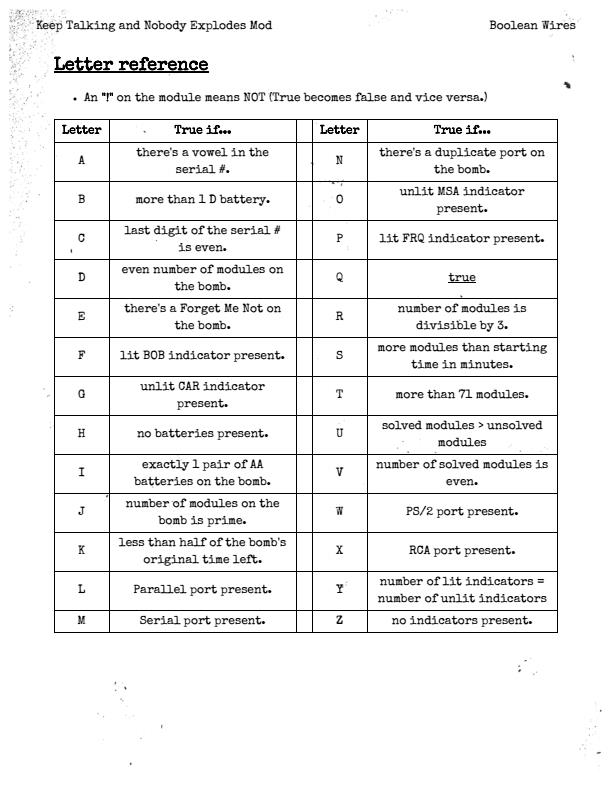 Keep Talking and Nobody Explodes Mod Boolean Wires
Letter reference
• An "!" on the module means NOT (True becomes false and vice versa.)
Letter True if... Letter True if...
A there's a vowel in the serial #. N there's a duplicate port on the bomb.
B more than 1 D battery. O unlit MSA indicator present.
C last digit of the serial # is even. P lit FRQ indicator present.
D even number of modules on the bomb. Q true
E there's a Forget Me Not on the bomb. R number of modules is divisible by 3.
F lit BOB indicator present. S more modules than starting time in minutes.
G unlit CAR indicator present. T more than 71 modules.
H no batteries present. U solved modules > unsolved modules
I exactly 1 pair of AA batteries on the bomb. V number of solved modules is even.
J number of modules on the bomb is prime. W PS/2 port present.
K less than half of the bomb's original time left. X RCA port present.
L Parallel port present. Y number of lit indicators = number of unlit indicators
M Serial port present. Z no indicators present.